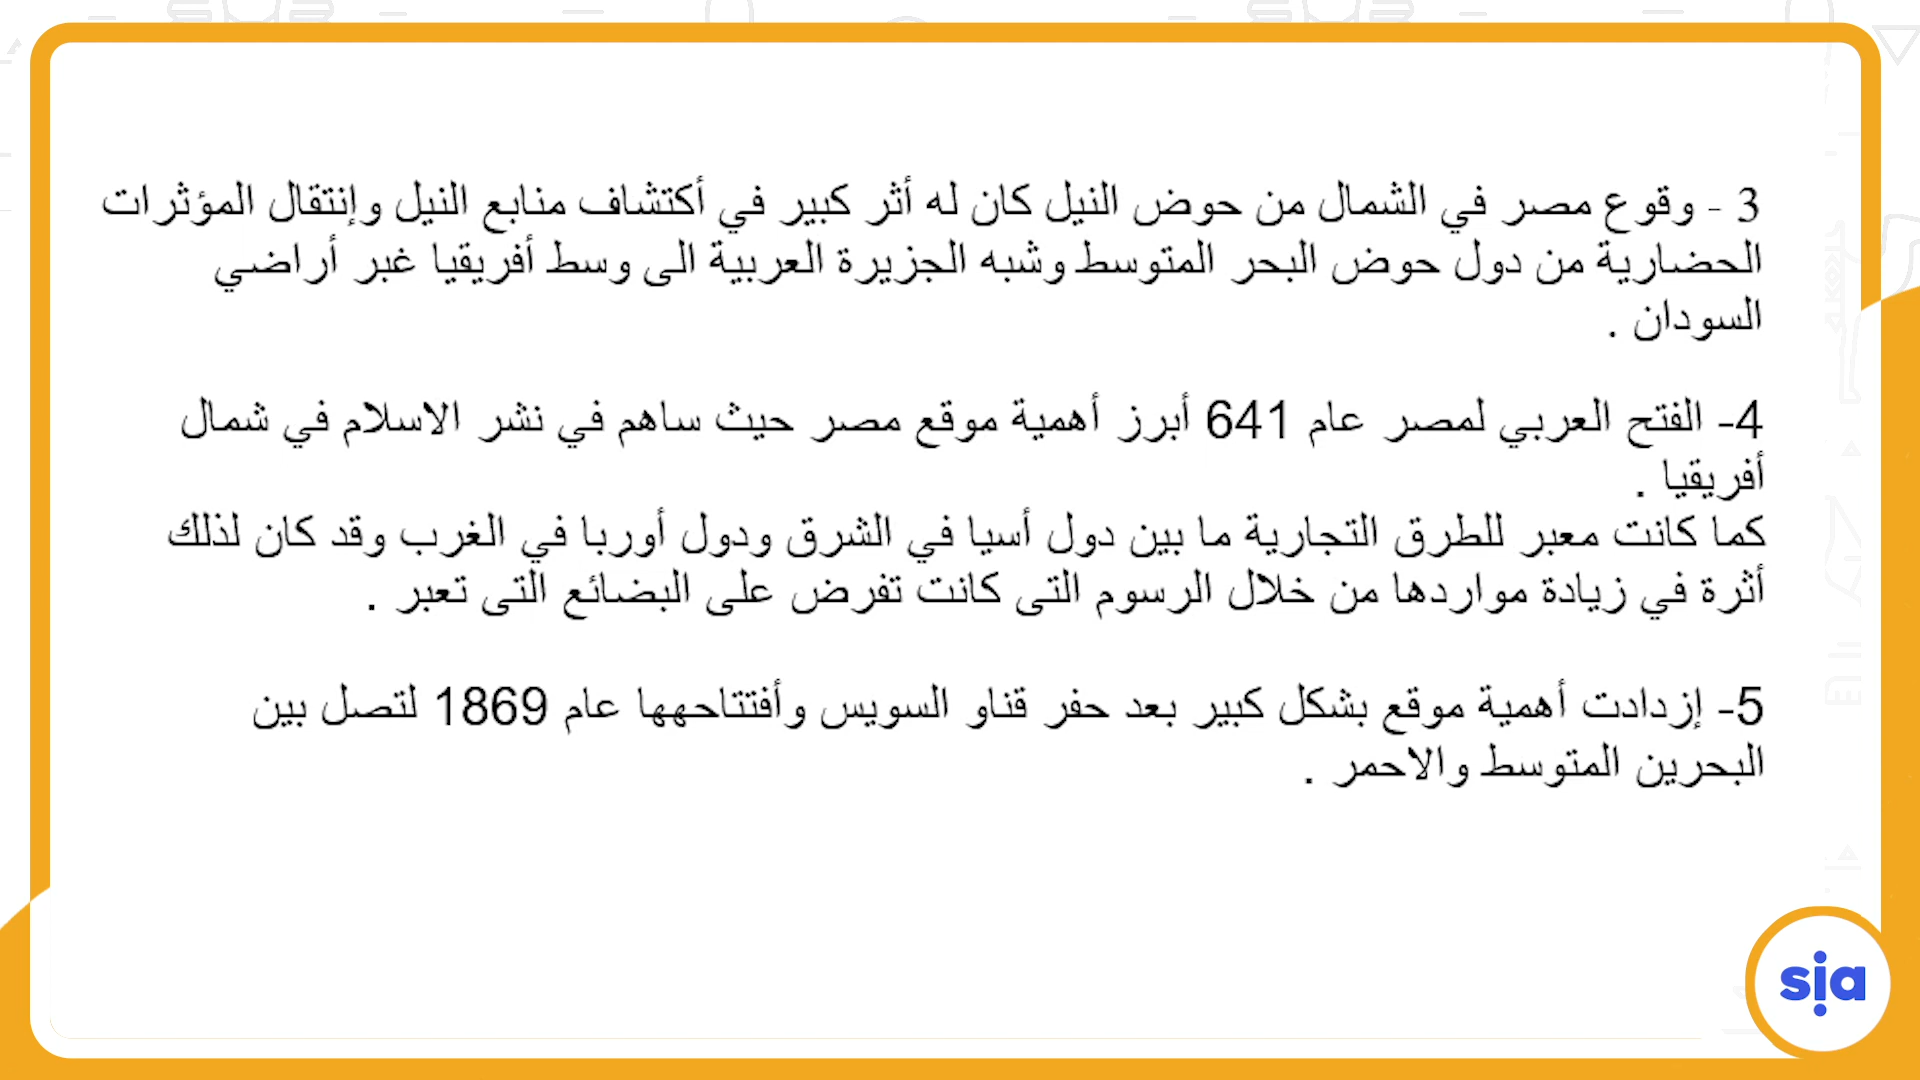 3 - وقوع مصر في الشمال من حوض النيل كان له أثر كبير في أكتشاف منابع النيل وإنتقال المؤثرات
الحضارية من دول حوض البحر المتوسط وشبه الجزيرة العربية الى وسط أفريقيا غبر أراضي
السودان .
4- الفتح العربي لمصر عام 641 أبرز أهمية موقع مصر حيث ساهم في نشر الاسلام في شمال
أفريقيا .
كما كانت معبر للطرق التجارية ما بين دول أسيا في الشرق ودول أوربا في الغرب وقد كان لذلك
أثرة في زيادة مواردها من خلال الرسوم التى كانت تفرض على البضائع التى تعبر .
5- إزدادت أهمية موقع بشكل كبير بعد حفر قناو السويس وأفتتاحهها عام 1869 لتصل بين
البحرين المتوسط والاحمر .
sia